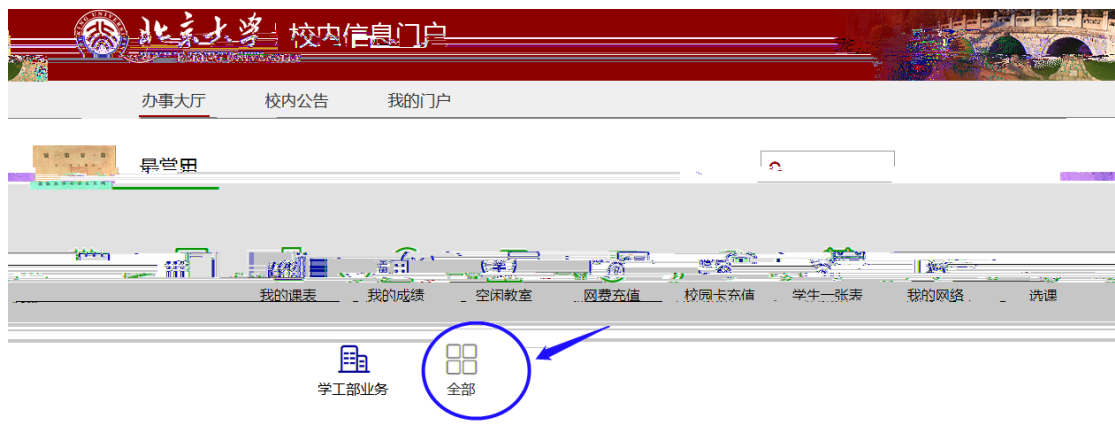 北京大学 校内信息门户
办事大厅 校内公告 我的门户
最常用
我的课表 我的成绩 空闲教室 网费充值 校园卡充值 学生一张表 我的网络 选课
学工部业务 全部